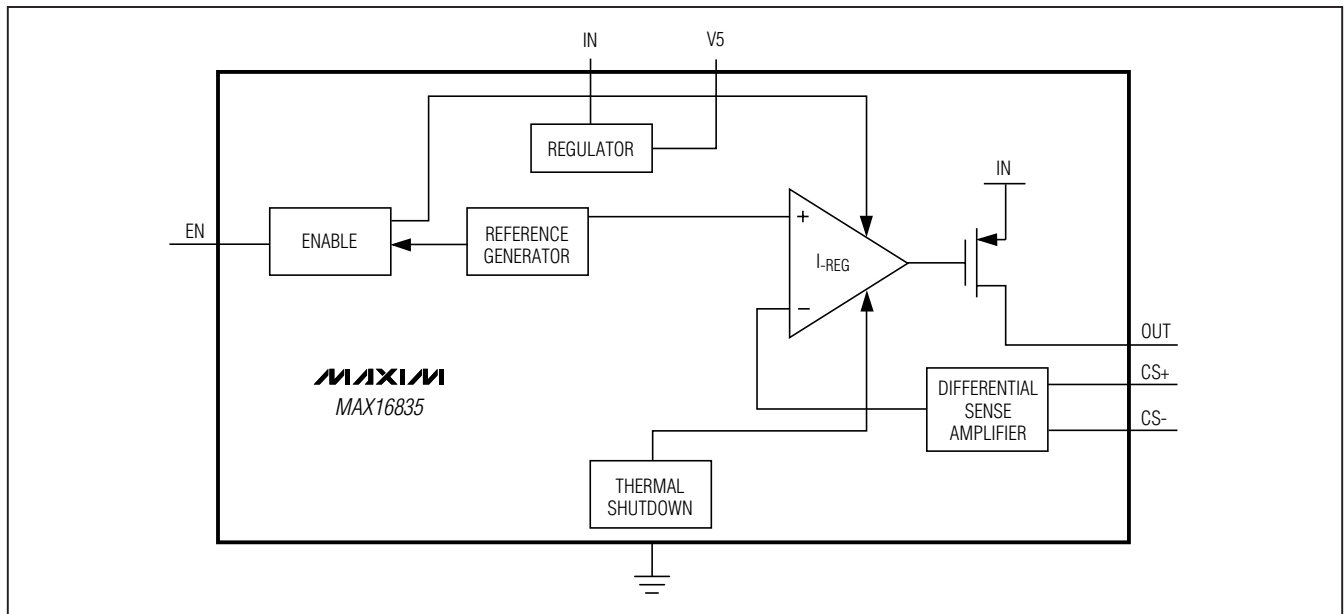 IN
V5
REGULATOR
IN
EN
ENABLE
REFERENCE
GENERATOR
+
I-REG
−
OUT
CS+
CS-
DIFFERENTIAL
SENSE
AMPLIFIER
MAXIM
MAX16835
THERMAL
SHUTDOWN